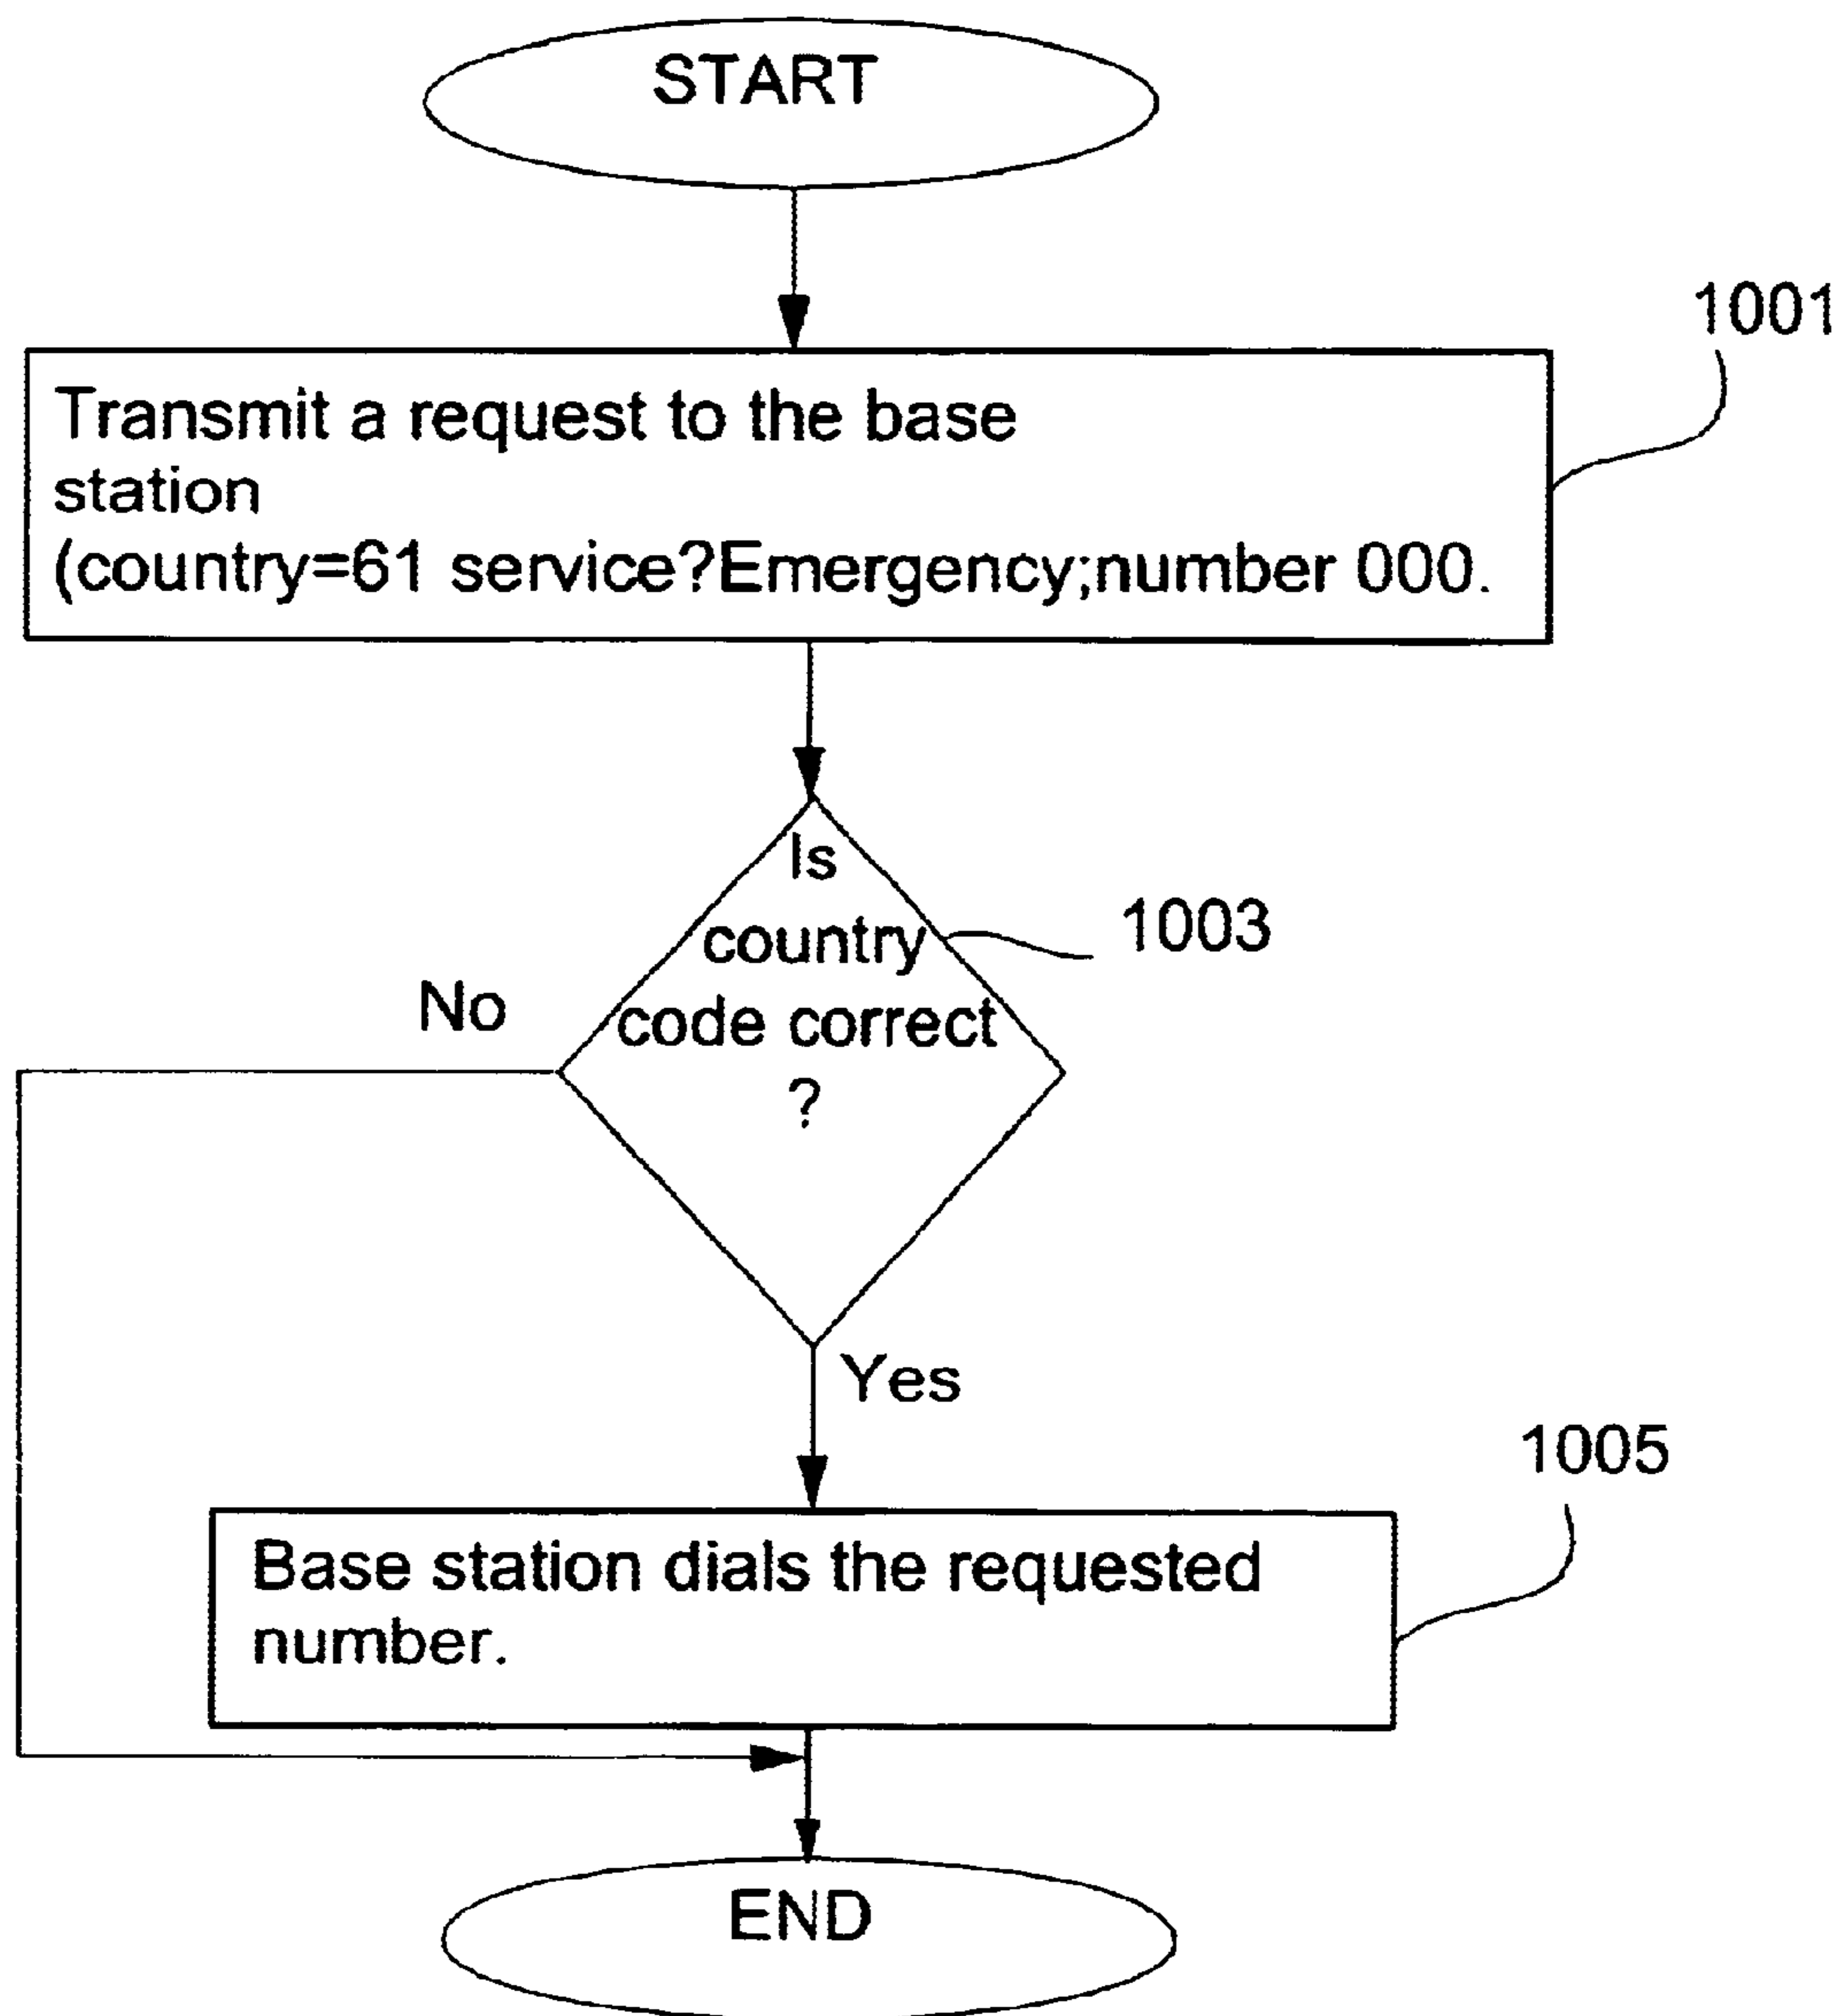 START
1001
Transmit a request to the base
station
(country=61 service?Emergency;number 000.
Is
country
code correct
?
1003
No
Yes
1005
Base station dials the requested
number.
END